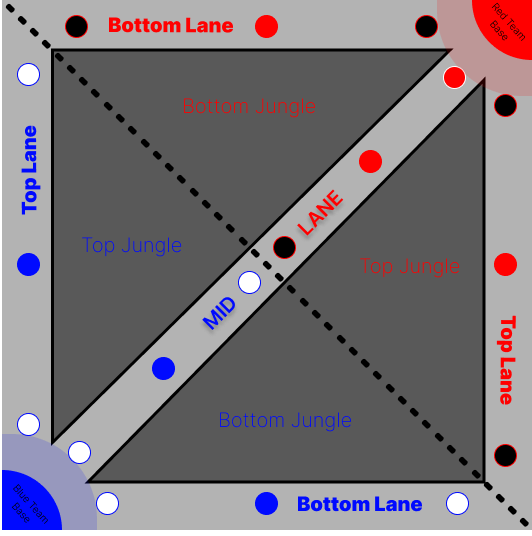 Bottom Lane
Red Team
Base
Bottom Jungle
Top Lane
Top Jungle
LANE
Top Jungle
MID
Top Lane
Bottom Jungle
Blue Team
Base
Bottom Lane